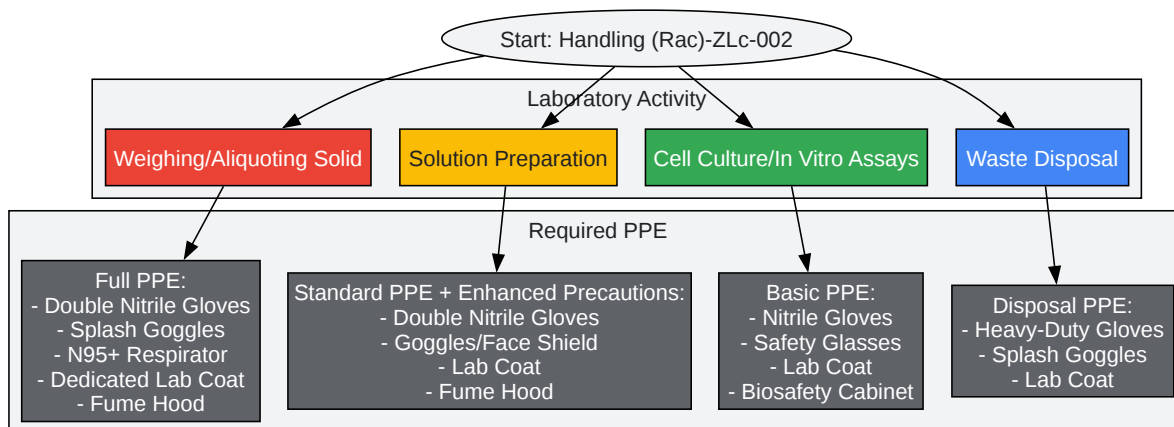 Start: Handling (Rac)-ZLc-002
Laboratory Activity
Weighing/Aliquoting Solid
Solution Preparation
Cell Culture/In Vitro Assays
Waste Disposal
Required PPE
Full PPE:
- Double Nitrile Gloves
- Splash Goggles
- N95+ Respirator
- Dedicated Lab Coat
- Fume Hood
Standard PPE + Enhanced Precautions:
- Double Nitrile Gloves
- Goggles/Face Shield
- Lab Coat
- Fume Hood
Basic PPE:
- Nitrile Gloves
- Safety Glasses
- Lab Coat
- Biosafety Cabinet
Disposal PPE:
- Heavy-Duty Gloves
- Splash Goggles
- Lab Coat